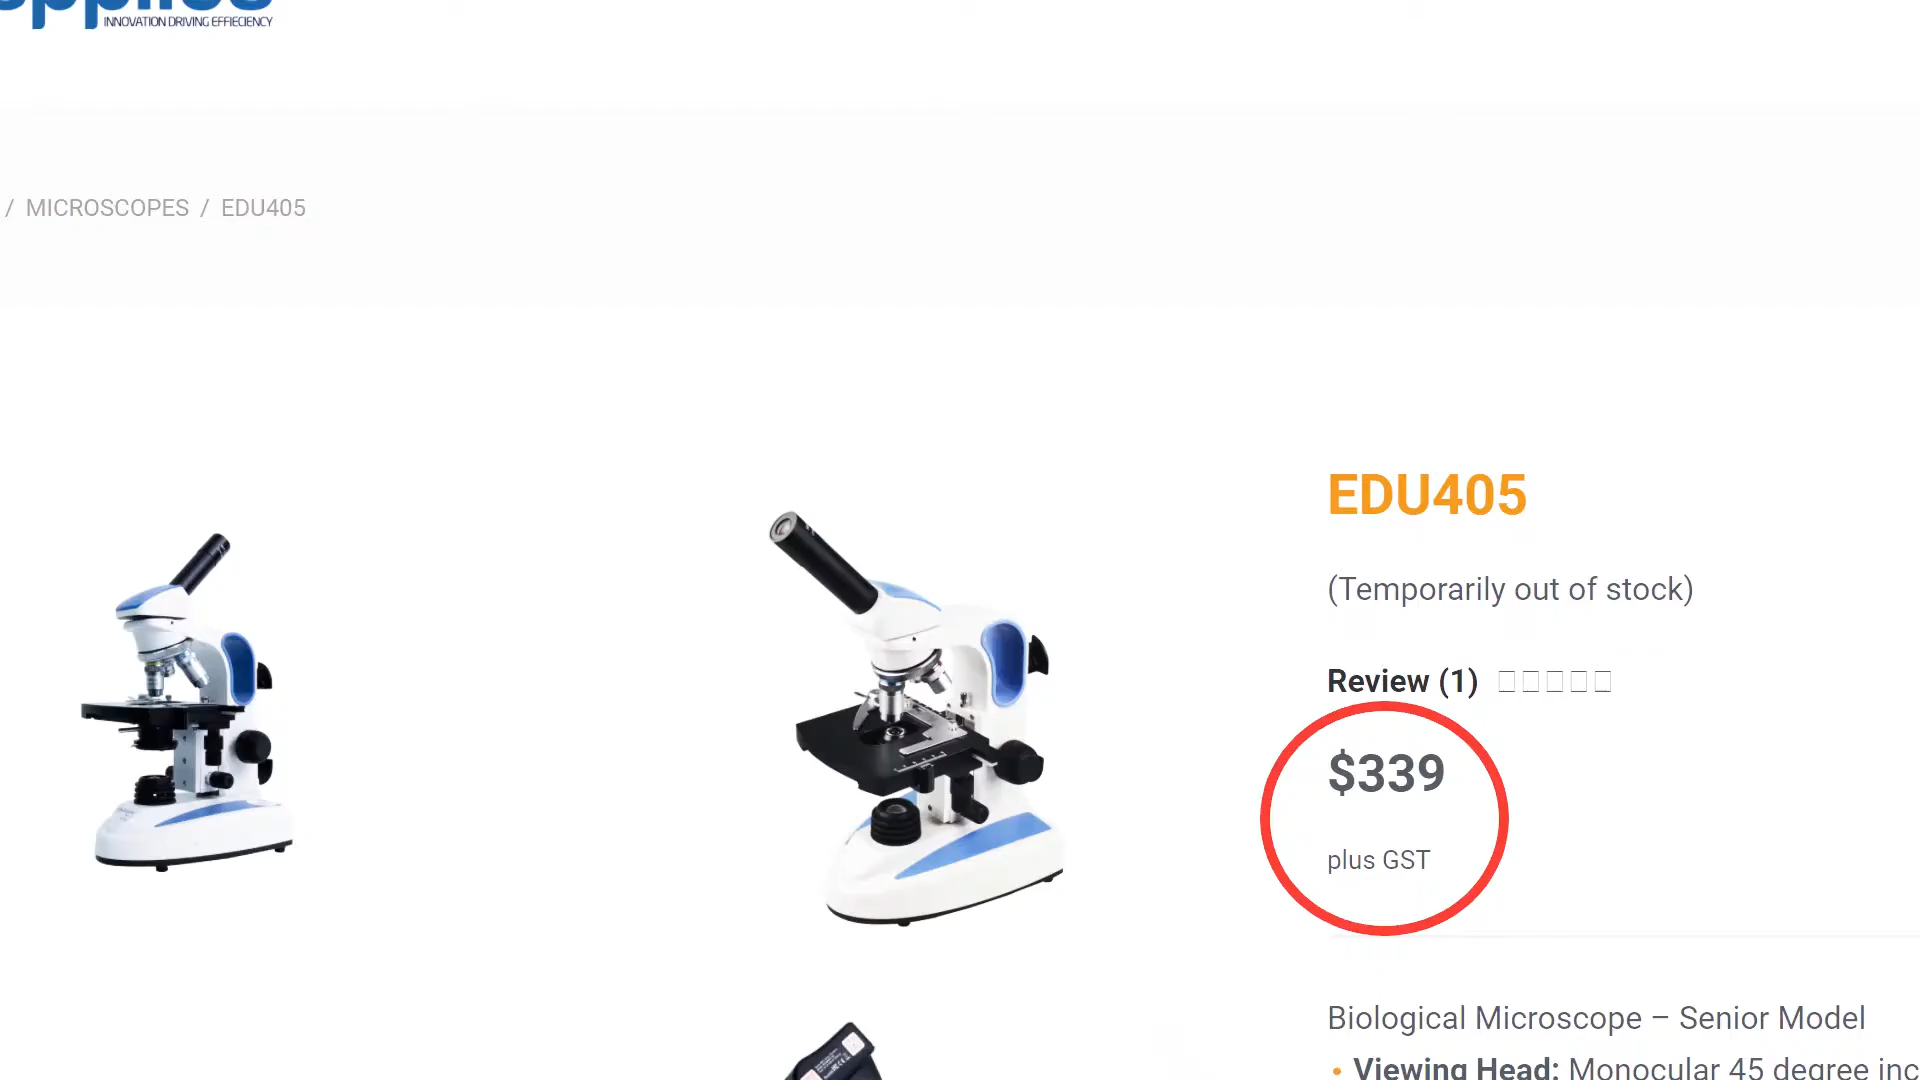 INNOVATION DRIVING EFFIECIENCY
/ MICROSCOPES / EDU405
EDU405
(Temporarily out of stock)
Review (1)
$339
plus GST
Biological Microscope – Senior Model
• Viewing Head: Monocular 45 degree inc